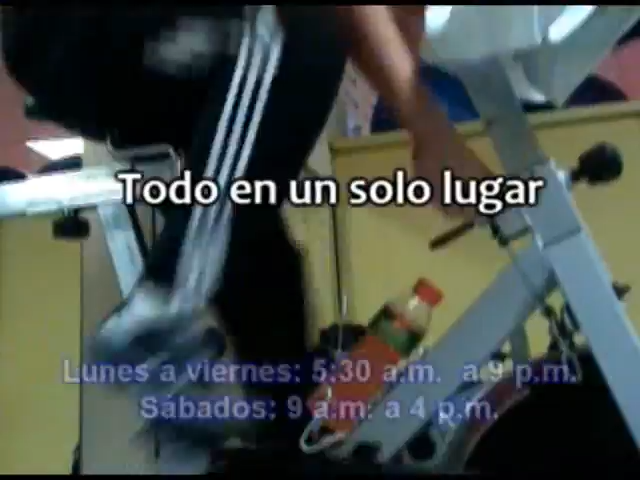 Todo en un solo lugar
Lunes a viernes: 5:30 a.m. a 9 p.m.
Sábados: 9 a.m. a 4 p.m.